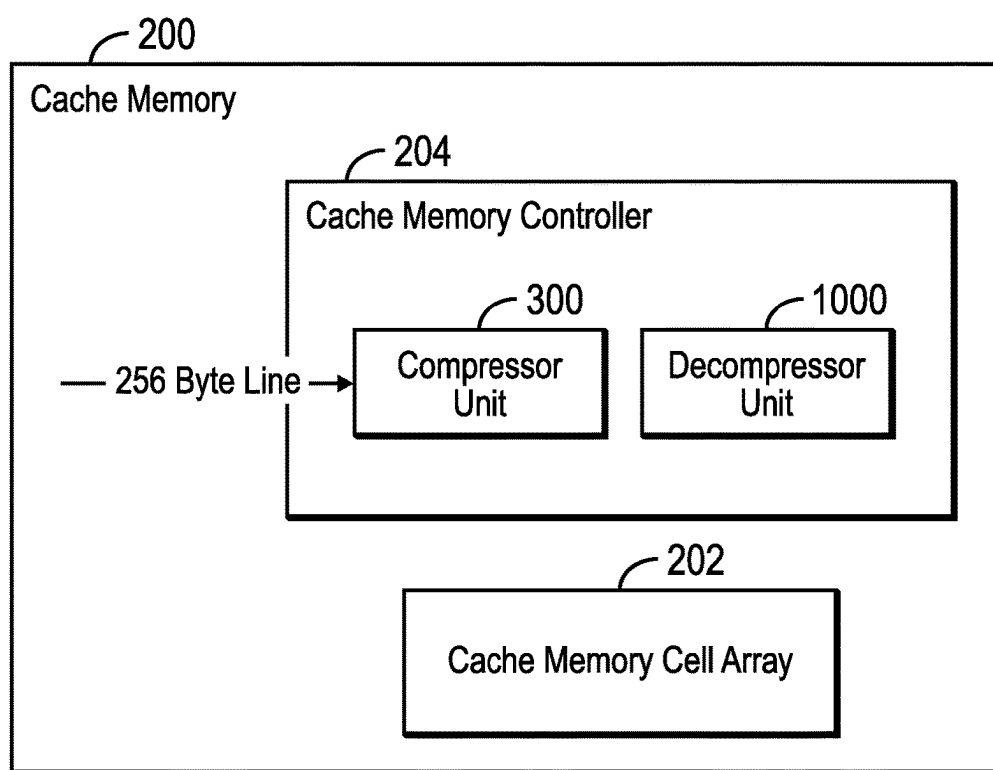 200
Cache Memory
204
Cache Memory Controller
300
1000
256 Byte Line
Compressor
Unit
Decompressor
Unit
202
Cache Memory Cell Array